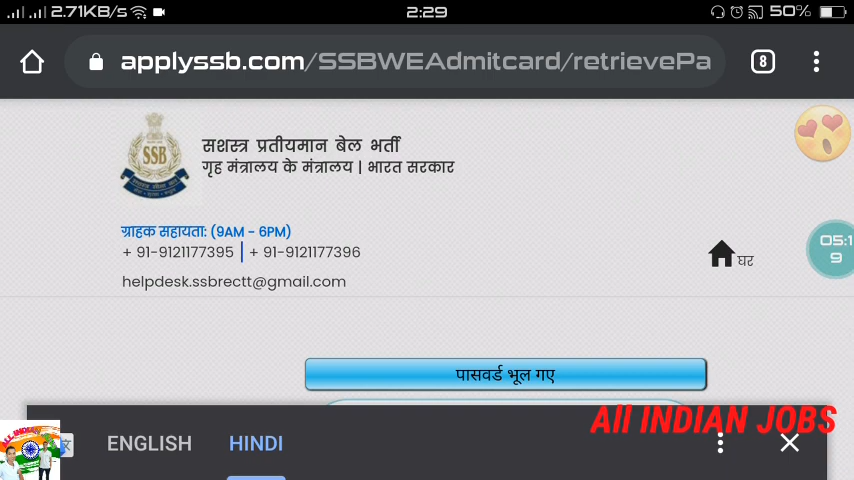 2.71KB/s
2:29
50%
applyssb.com/SSBWEAdmitcard/retrievePa
8
SSB
सशस्त्र प्रतीयमान बेल भर्ती
गृह मंत्रालय के मंत्रालय | भारत सरकार
ग्राहक सहायता: (9AM - 6PM)
+ 91-9121177395 | + 91-9121177396
helpdesk.ssbrectt@gmail.com
घर
05:1
9
पासवर्ड भूल गए
All INDIAN JOBS
ENGLISH
HINDI